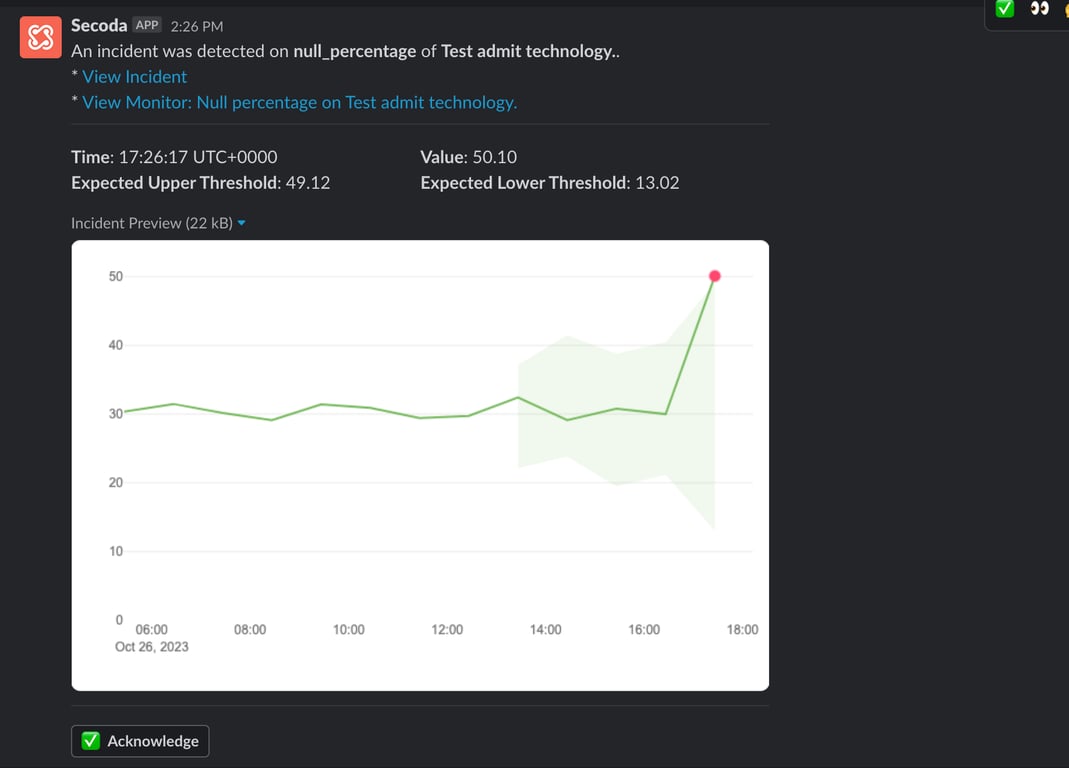 Secoda APP 2:26 PM
An incident was detected on null_percentage of Test admit technology..
* View Incident
* View Monitor: Null percentage on Test admit technology.
Time: 17:26:17 UTC+0000 Value: 50.10
Expected Upper Threshold: 49.12 Expected Lower Threshold: 13.02
Incident Preview (22 kB)
50
40
30
20
10
0
06:00 08:00 10:00 12:00 14:00 16:00 18:00
Oct 26, 2023
Acknowledge